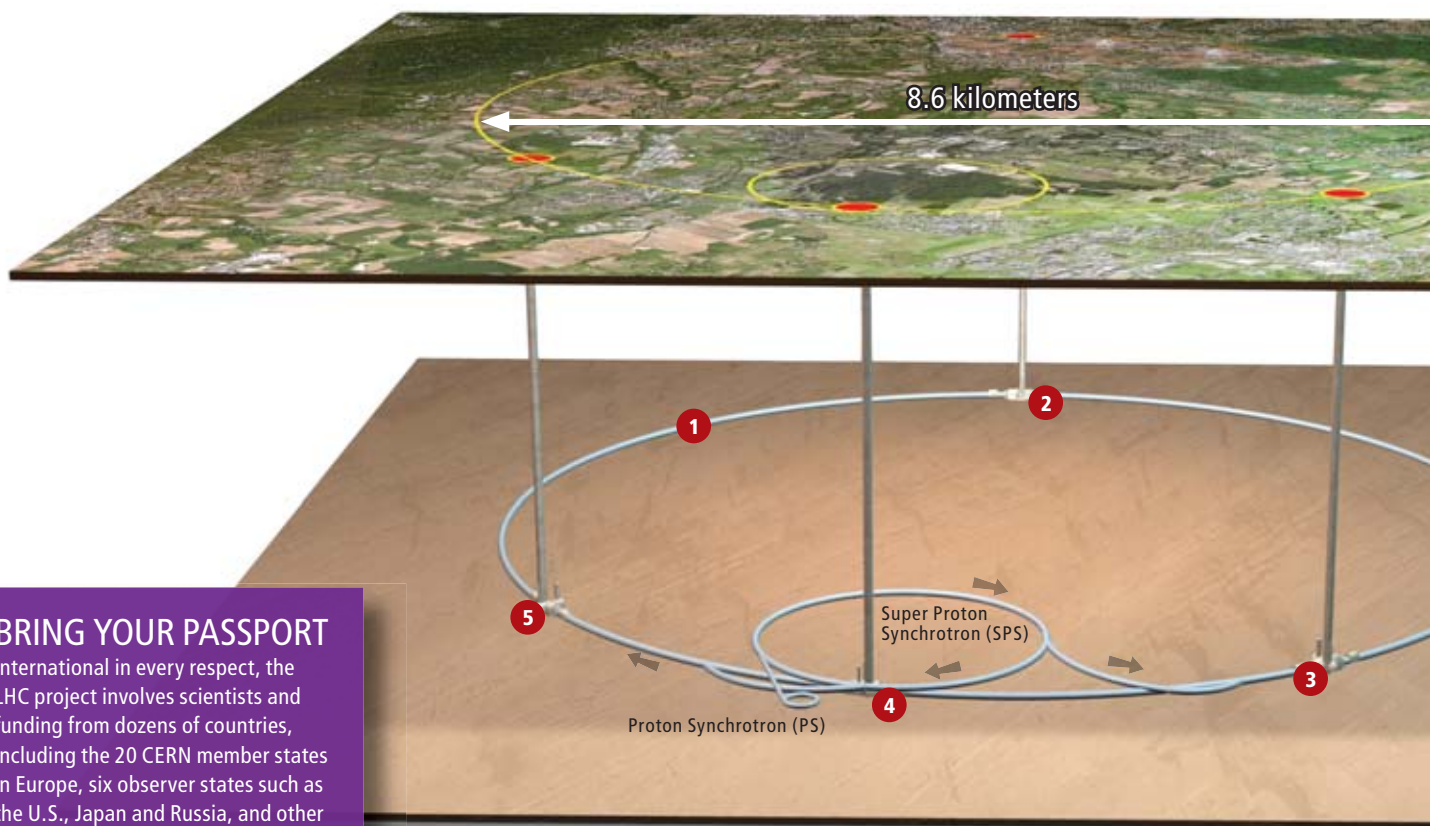 8.6 kilometers
1
2
5
Super Proton
Synchrotron (SPS)
3
4
Proton Synchrotron (PS)
BRING YOUR PASSPORT
International in every respect, the
LHC project involves scientists and
funding from dozens of countries,
including the 20 CERN member states
in Europe, six observer states such as
the U.S., Japan and Russia, and other